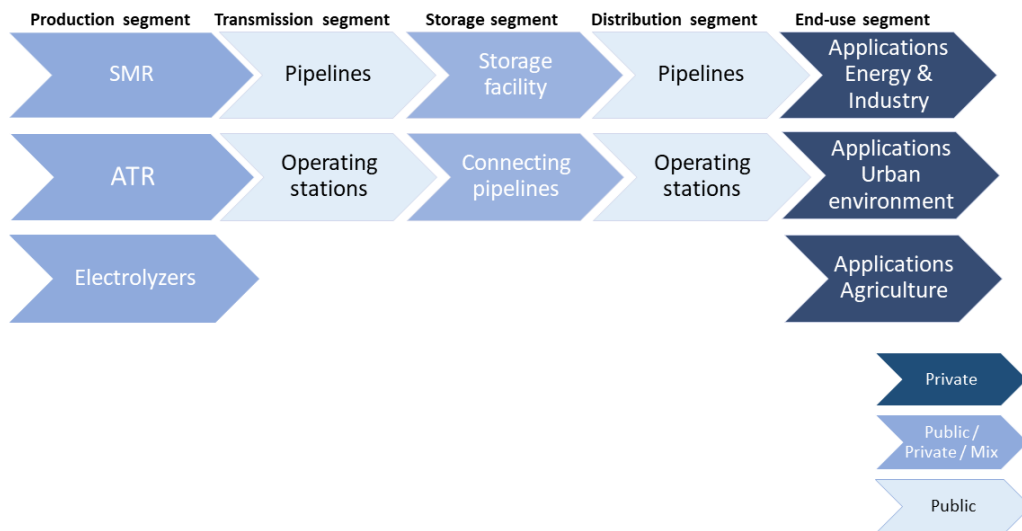 Production segment
Transmission segment
Storage segment
Distribution segment
End-use segment
SMR
Pipelines
Storage
facility
Pipelines
Applications
Energy &
Industry
ATR
Operating
stations
Connecting
pipelines
Operating
stations
Applications
Urban
environment
Electrolyzers
Applications
Agriculture
Private
Public /
Private / Mix
Public